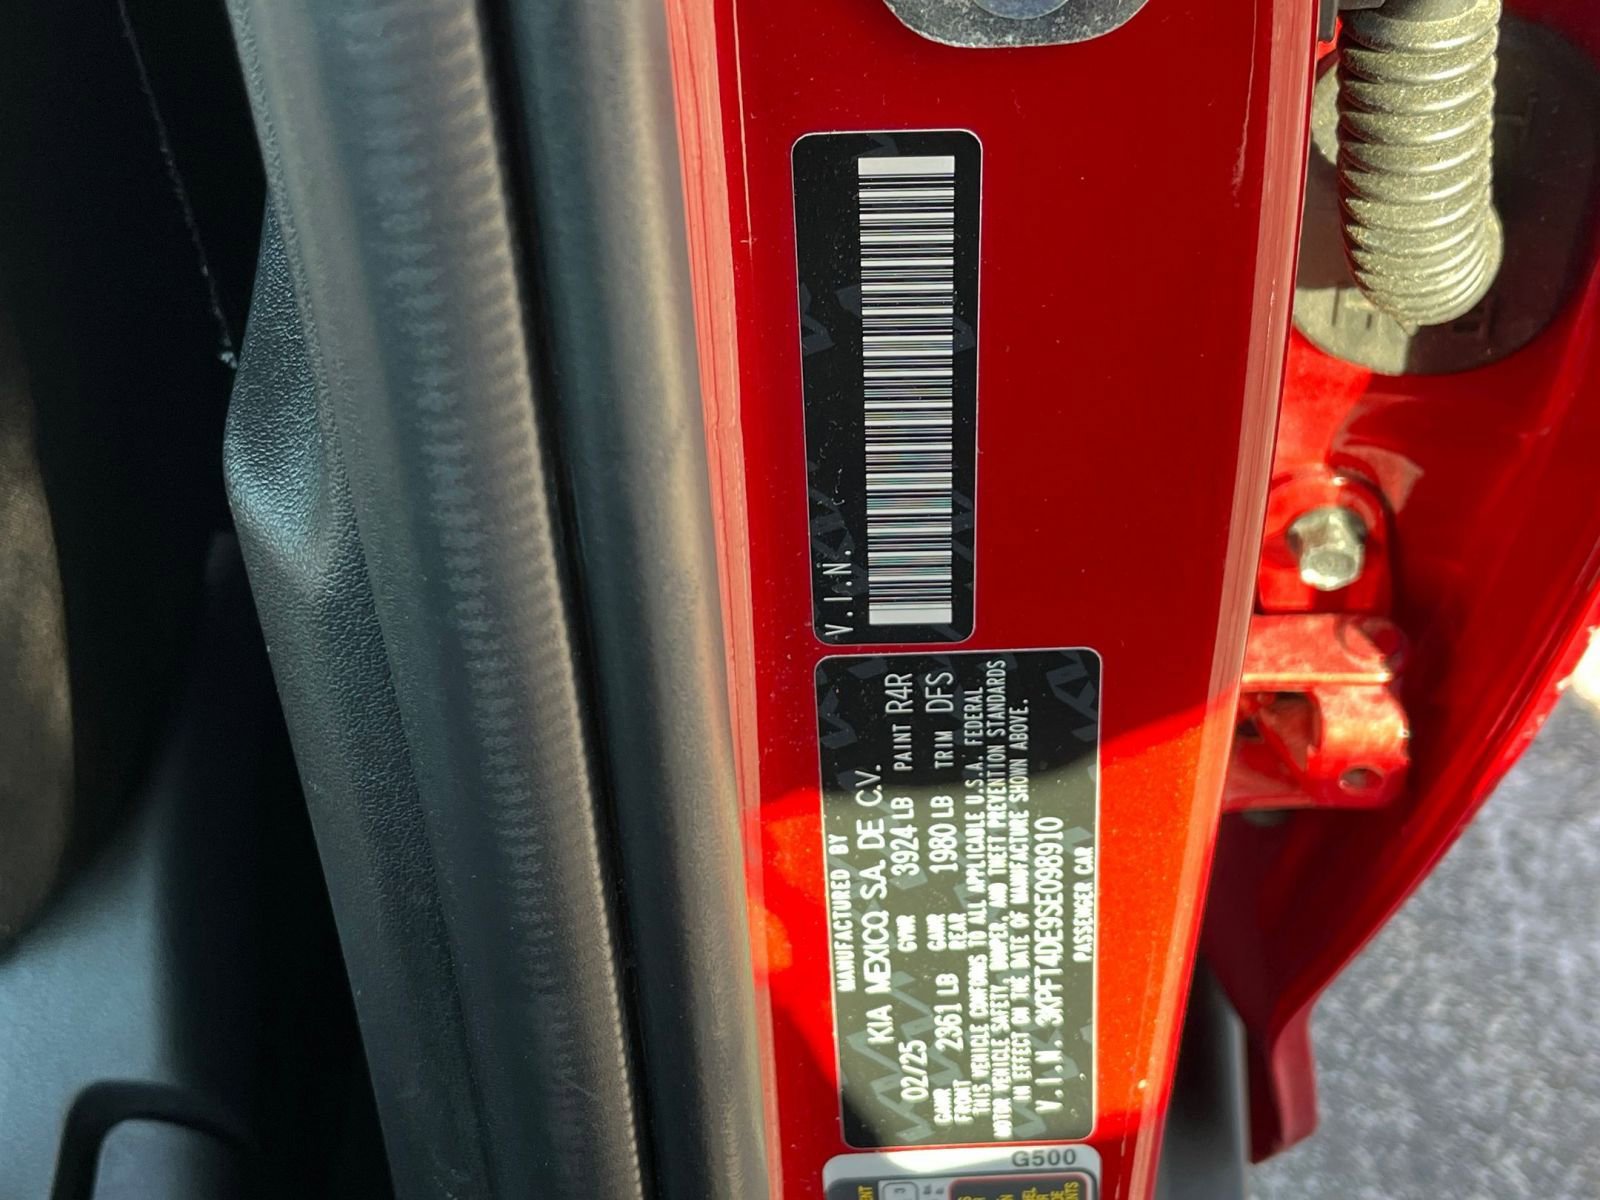 V.I.N.
MANUFACTURED BY
KIA MEXICO, S.A. DE C.V.
02/25 GVWR 3924 LB PAINT R4R
GAWR FRONT 2361 LB GAWR REAR 1980 LB TRIM DFS
THIS VEHICLE CONFORMS TO ALL APPLICABLE U.S.A. FEDERAL
MOTOR VEHICLE SAFETY, BUMPER, AND THEFT PREVENTION STANDARDS
IN EFFECT ON THE DATE OF MANUFACTURE SHOWN ABOVE.
V.I.N. 3KPFT4DE9SE098910
PASSENGER CAR
G500